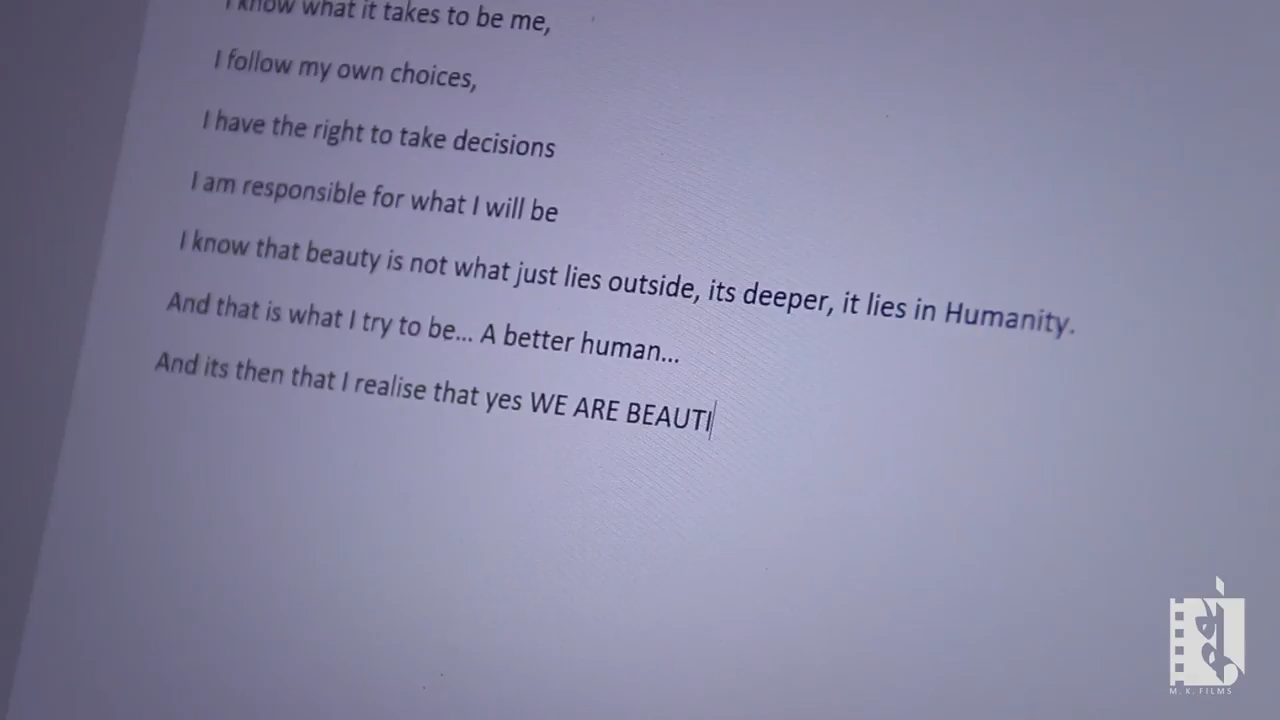 I know what it takes to be me,
I follow my own choices,
I have the right to take decisions
I am responsible for what I will be
I know that beauty is not what just lies outside, its deeper, it lies in Humanity.
And that is what I try to be... A better human...
And its then that I realise that yes WE ARE BEAUTI
M. K. FILMS